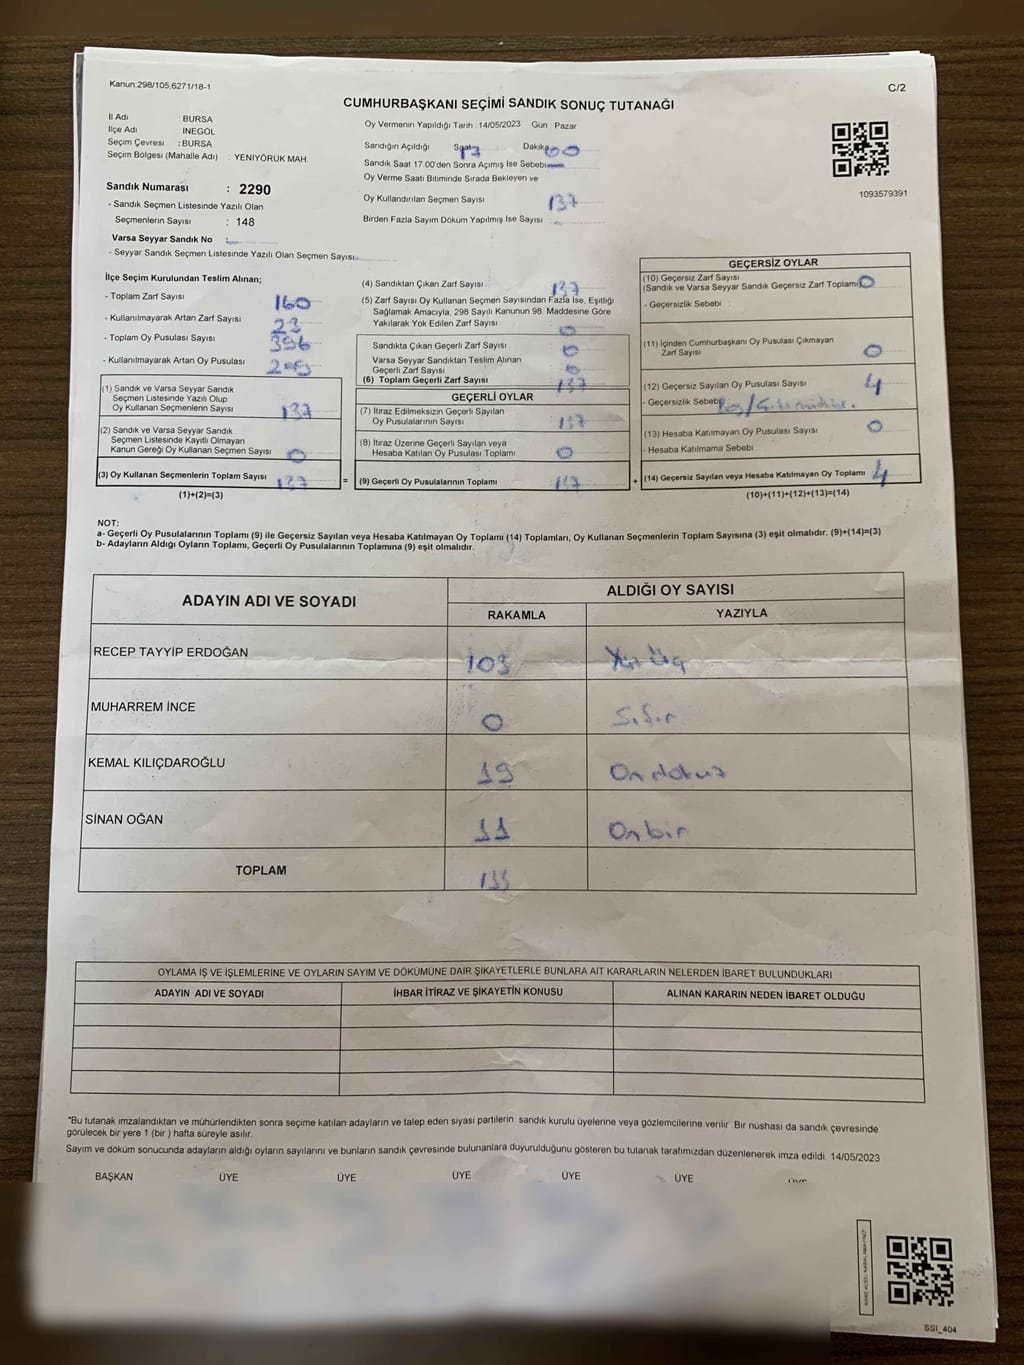 Kanun.298/105;6271/18-1
C/2
CUMHURBAŞKANI SEÇİMİ SANDIK SONUÇ TUTANAĞI
İl Adı : BURSA
İlçe Adı İNEGÖL
Seçim Çevresi : BURSA
Seçim Bölgesi (Mahalle Adı) : YENİYÖRÜK MAH.
Oy Vermenin Yapıldığı Tarih :14/05/2023 Gün : Pazar
Sandığın Açıldığı Saat 17 Dakika 00
Sandık Saat 17:00'den Sonra Açımış İse Sebebi
Oy Verme Saati Bitiminde Sırada Bekleyen ve
Oy Kullandırılan Seçmen Sayısı 137
Birden Fazla Sayım Döküm Yapılmış İse Sayısı
1093579391
Sandık Numarası : 2290
- Sandık Seçmen Listesinde Yazılı Olan
Seçmenlerin Sayısı : 148
Varsa Seyyar Sandık No :
- Seyyar Sandık Seçmen Listesinde Yazılı Olan Seçmen Sayısı:
İlçe Seçim Kurulundan Teslim Alınan;
- Toplam Zarf Sayısı 160
- Kullanılmayarak Artan Zarf Sayısı 23
- Toplam Oy Pusulası Sayısı
- Kullanılmayarak Artan Oy Pusulası
(1) Sandık ve Varsa Seyyar Sandık
Seçmen Listesinde Yazılı Olup
Oy Kullanan Seçmenlerin Sayısı 137
(2) Sandık ve Varsa Seyyar Sandık
Seçmen Listesinde Kayıtlı Olmayan
Kanun Gereği Oy Kullanan Seçmen Sayısı 0
(3) Oy Kullanan Seçmenlerin Toplam Sayısı 137
(1)+(2)=(3)
(4) Sandıktan Çıkan Zarf Sayısı 137
(5) Zarf Sayısı Oy Kullanan Seçmen Sayısından Fazla İse, Eşitliği
Sağlamak Amacıyla; 298 Sayılı Kanunun 98. Maddesine Göre
Yakılarak Yok Edilen Zarf Sayısı 0
Sandıkta Çıkan Geçerli Zarf Sayısı 0
Varsa Seyyar Sandıktan Teslim Alınan
Geçerli Zarf Sayısı 0
(6) Toplam Geçerli Zarf Sayısı 137
GEÇERLİ OYLAR
(7) İtiraz Edilmeksizin Geçerli Sayılan
Oy Pusulalarının Sayısı
(8) İtiraz Üzerine Geçerli Sayılan veya
Hesaba Katılan Oy Pusulası Toplamı 0
= (9) Geçerli Oy Pusulalarının Toplamı
GEÇERSİZ OYLAR
(10) Geçersiz Zarf Sayısı
(Sandık ve Varsa Seyyar Sandık Geçersiz Zarf Toplamı) 0
- Geçersizlik Sebebi :
(11) İçinden Cumhurbaşkanı Oy Pusulası Çıkmayan
Zarf Sayısı 0
(12) Geçersiz Sayılan Oy Pusulası Sayısı 4
- Geçersizlik Sebebi
(13) Hesaba Katılmayan Oy Pusulası Sayısı 0
- Hesaba Katılmama Sebebi
+ (14) Geçersiz Sayılan veya Hesaba Katılmayan Oy Toplamı 4
(10)+(11)+(12)+(13)=(14)
NOT:
a- Geçerli Oy Pusulalarının Toplamı (9) ile Geçersiz Sayılan veya Hesaba Katılmayan Oy Toplamı (14) Toplamları, Oy Kullanan Seçmenlerin Toplam Sayısına (3) eşit olmalıdır. (9)+(14)=(3)
b- Adayların Aldığı Oyların Toplamı, Geçerli Oy Pusulalarının Toplamına (9) eşit olmalıdır.
ADAYIN ADI VE SOYADI
ALDIĞI OY SAYISI
RAKAMLA YAZIYLA
RECEP TAYYİP ERDOĞAN 103 Yüz Üç
MUHARREM İNCE 0 Sıfır
KEMAL KILIÇDAROĞLU 19 On dokuz
SİNAN OĞAN 11 Onbir
TOPLAM 133
OYLAMA İŞ VE İŞLEMLERİNE VE OYLARIN SAYIM VE DÖKÜMÜNE DAİR ŞİKAYETLERLE BUNLARA AİT KARARLARIN NELERDEN İBARET BULUNDUKLARI
ADAYIN ADI VE SOYADI İHBAR İTİRAZ VE ŞİKAYETİN KONUSU ALINAN KARARIN NEDEN İBARET OLDUĞU
*Bu tutanak imzalandıktan ve mühürlendikten sonra seçime katılan adayların ve talep eden siyasi partilerin sandık kurulu üyelerine veya gözlemcilerine verilir. Bir nüshası da sandık çevresinde
görülecek bir yere 1 (bir ) hafta süreyle asılır.
Sayım ve döküm sonucunda adayların aldığı oyların sayılarını ve bunların sandık çevresinde bulunanlara duyurulduğunu gösteren bu tutanak tarafımızdan düzenlenerek imza edildi. 14/05/2023
BAŞKAN ÜYE ÜYE ÜYE ÜYE ÜYE
SSI_404